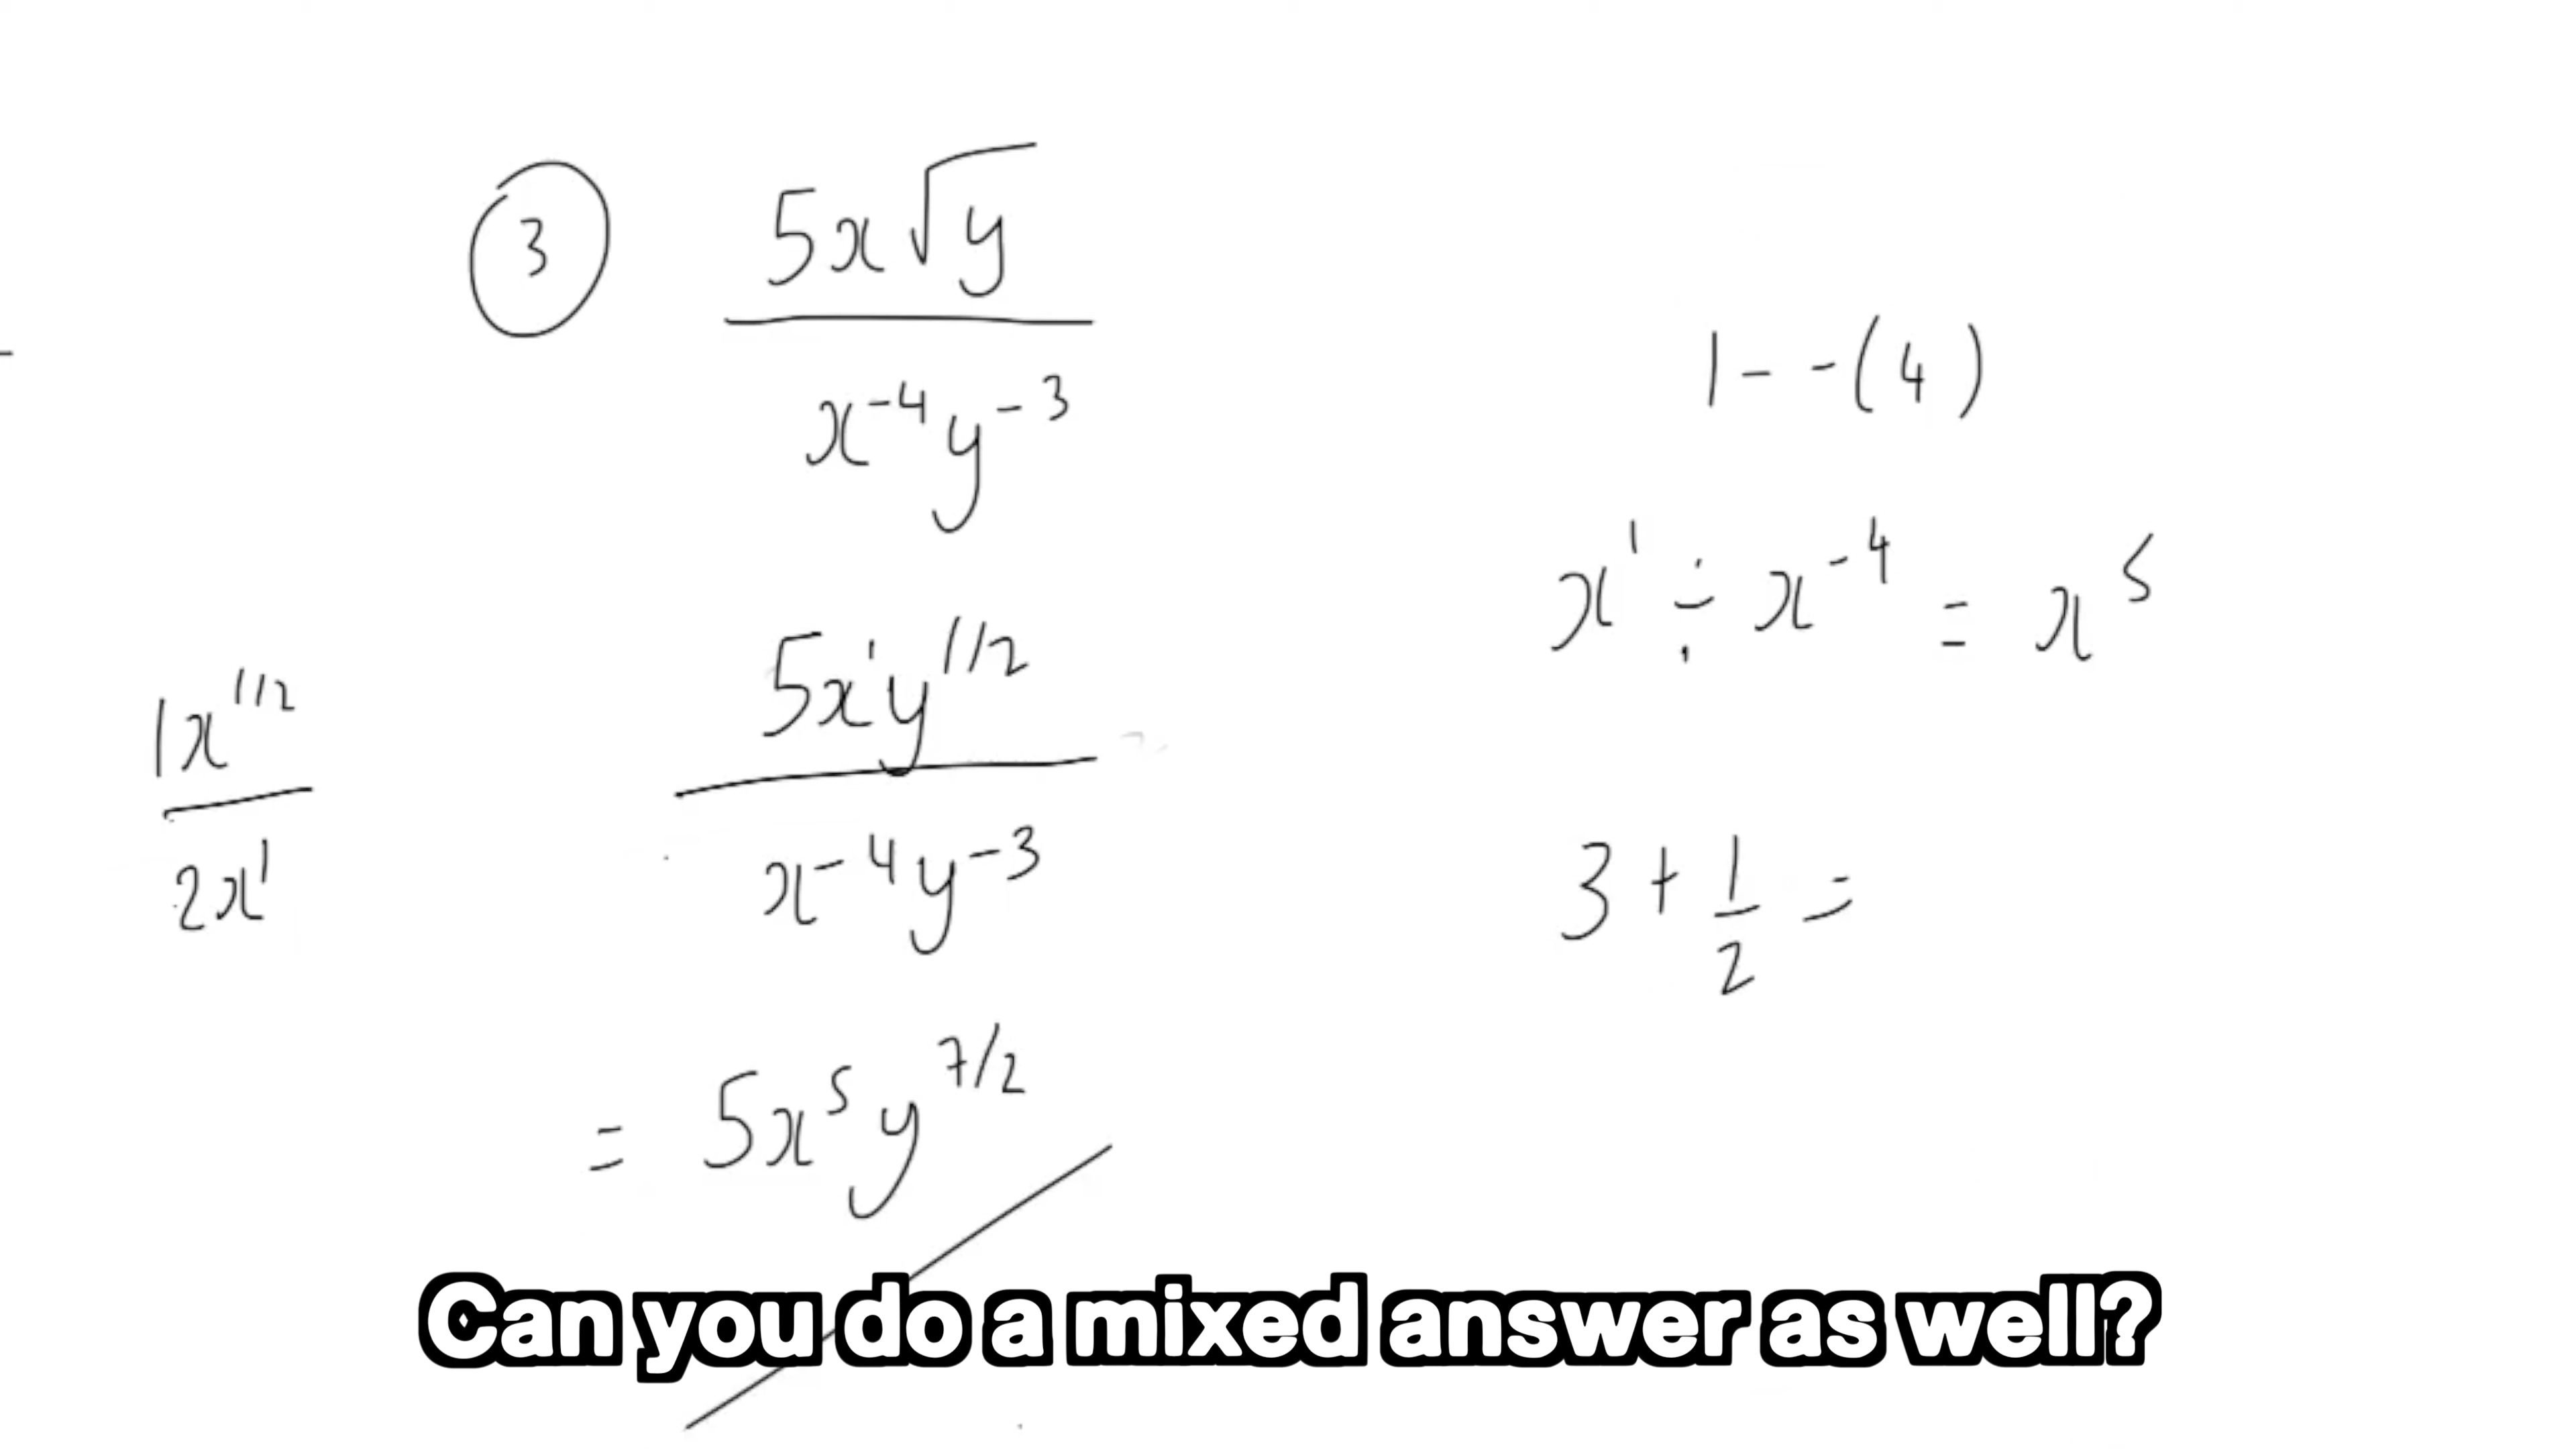 ③ 5x√y
x⁻⁴y⁻³
1--(4)
x¹ ÷ x⁻⁴ = x⁵
1x^1/2
2x¹
5x¹y^1/2
x⁻⁴y⁻³
3 + 1/2 =
= 5x⁵y^7/2
Can you do a mixed answer as well?